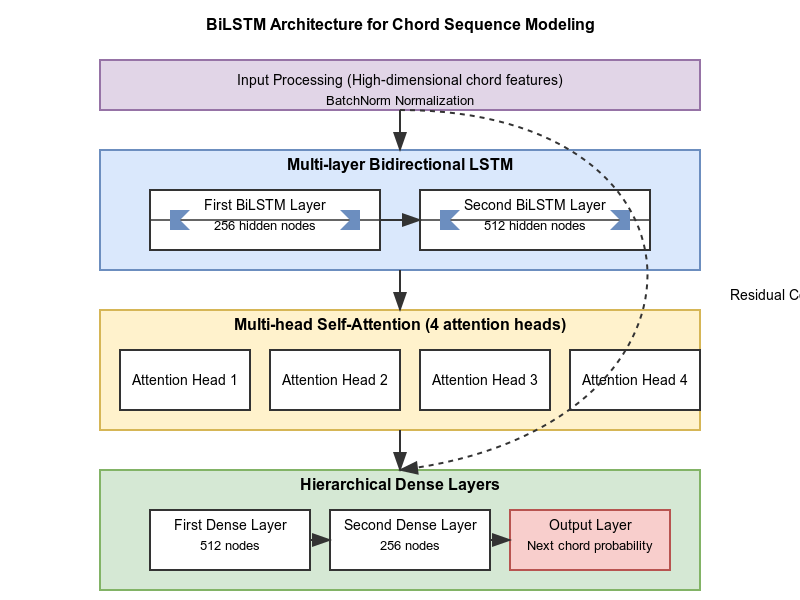 BiLSTM Architecture for Chord Sequence Modeling
Input Processing (High-dimensional chord features)
BatchNorm Normalization
Multi-layer Bidirectional LSTM
First BiLSTM Layer
256 hidden nodes
Second BiLSTM Layer
512 hidden nodes
Residual
Multi-head Self-Attention (4 attention heads)
Attention Head 1
Attention Head 2
Attention Head 3
Attention Head 4
Hierarchical Dense Layers
First Dense Layer
512 nodes
Second Dense Layer
256 nodes
Output Layer
Next chord probability